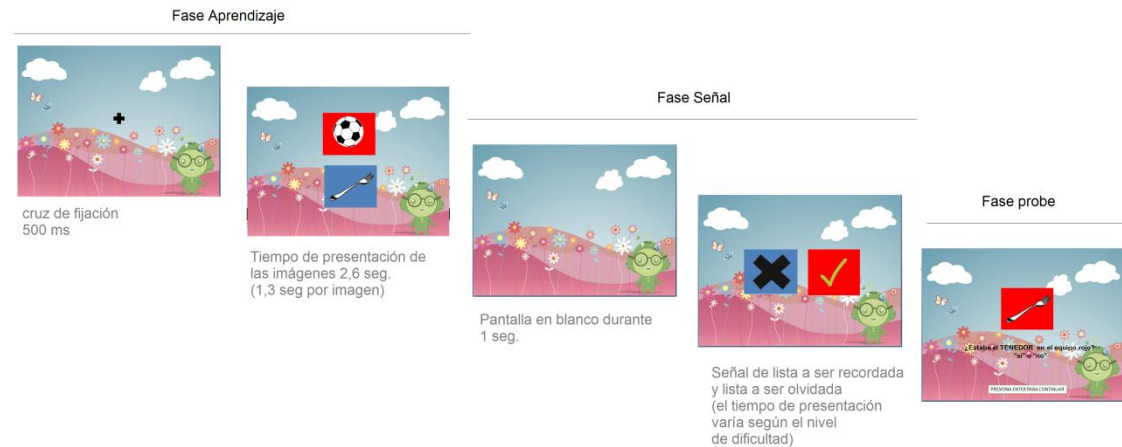 Fase Aprendizaje
cruz de fijación
500 ms
Tiempo de presentación de
las imágenes 2,6 seg.
(1,3 seg por imagen)
Fase Señal
Pantalla en blanco durante
1 seg.
Señal de lista a ser recordada
y lista a ser olvidada
(el tiempo de presentación
varía según el nivel
de dificultad)
Fase probe
¿Estaba el TENEDOR en el equipo rojo?
"si" o "no"
PRESIONA ENTER PARA CONTINUAR